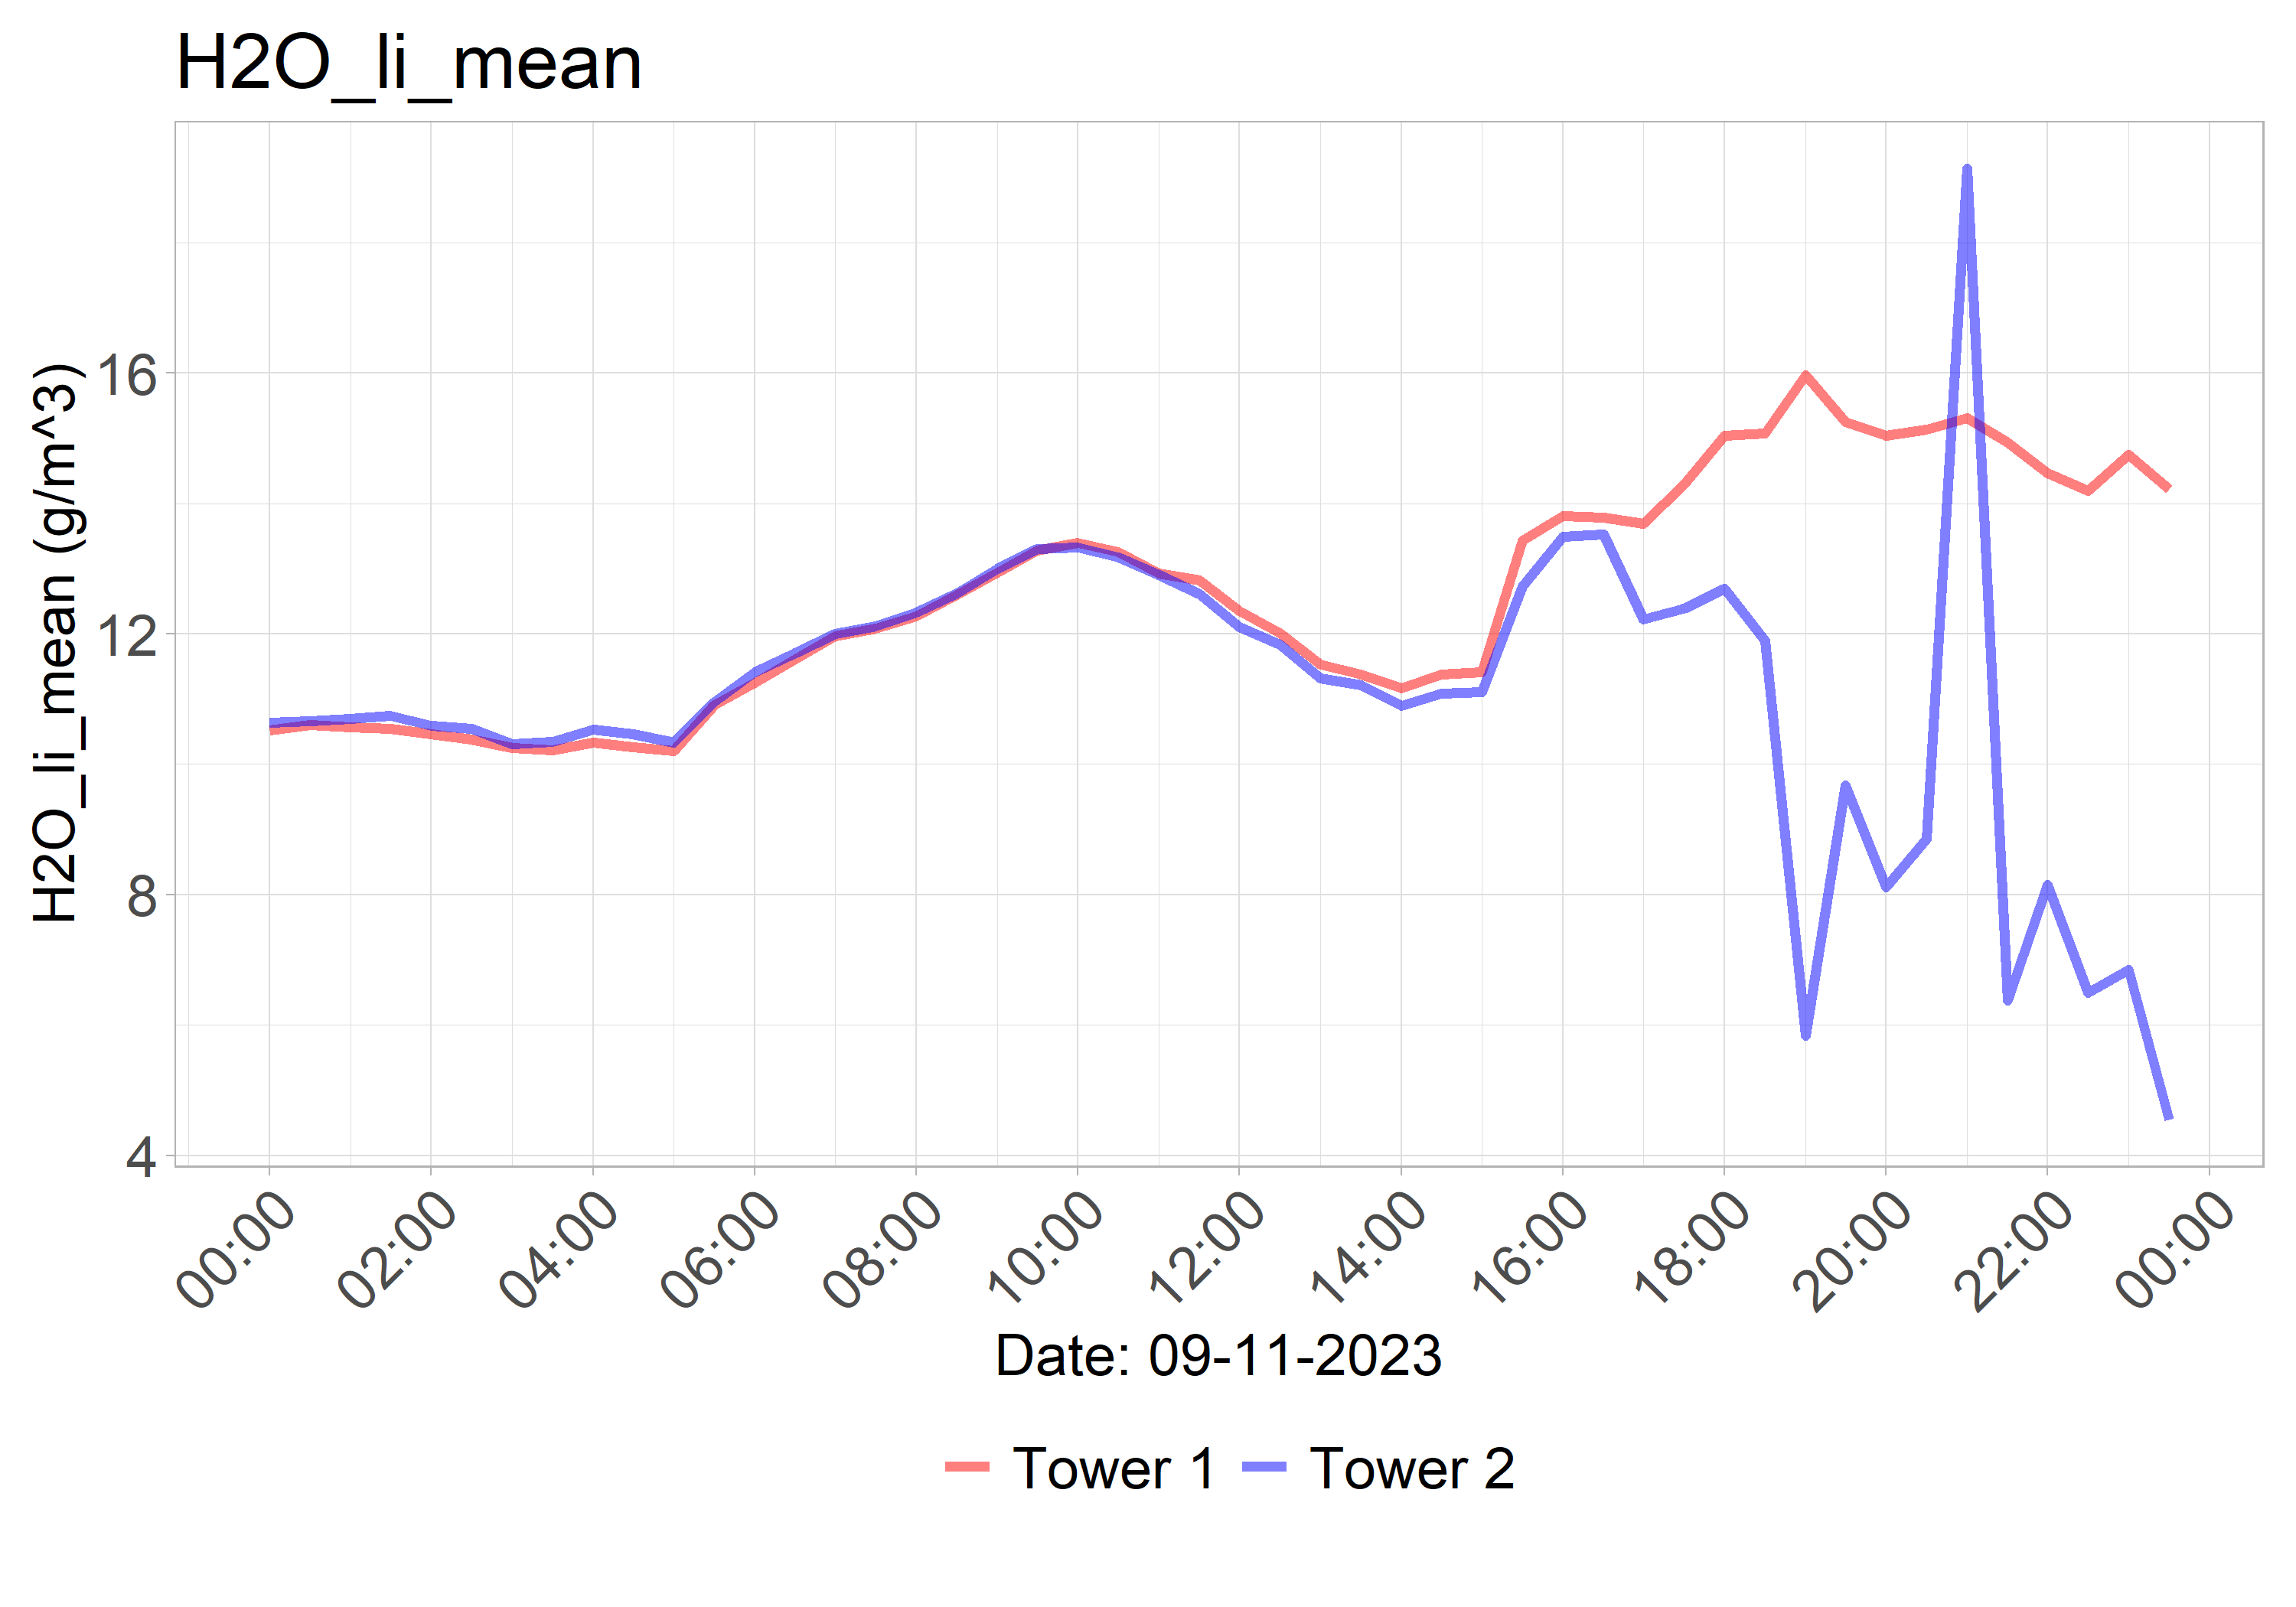 H2O_li_mean
H2O_li_mean (g/m^3)
16
12
8
4
00:00 02:00 04:00 06:00 08:00 10:00 12:00 14:00 16:00 18:00 20:00 22:00 00:00
Date: 09-11-2023
Tower 1 Tower 2